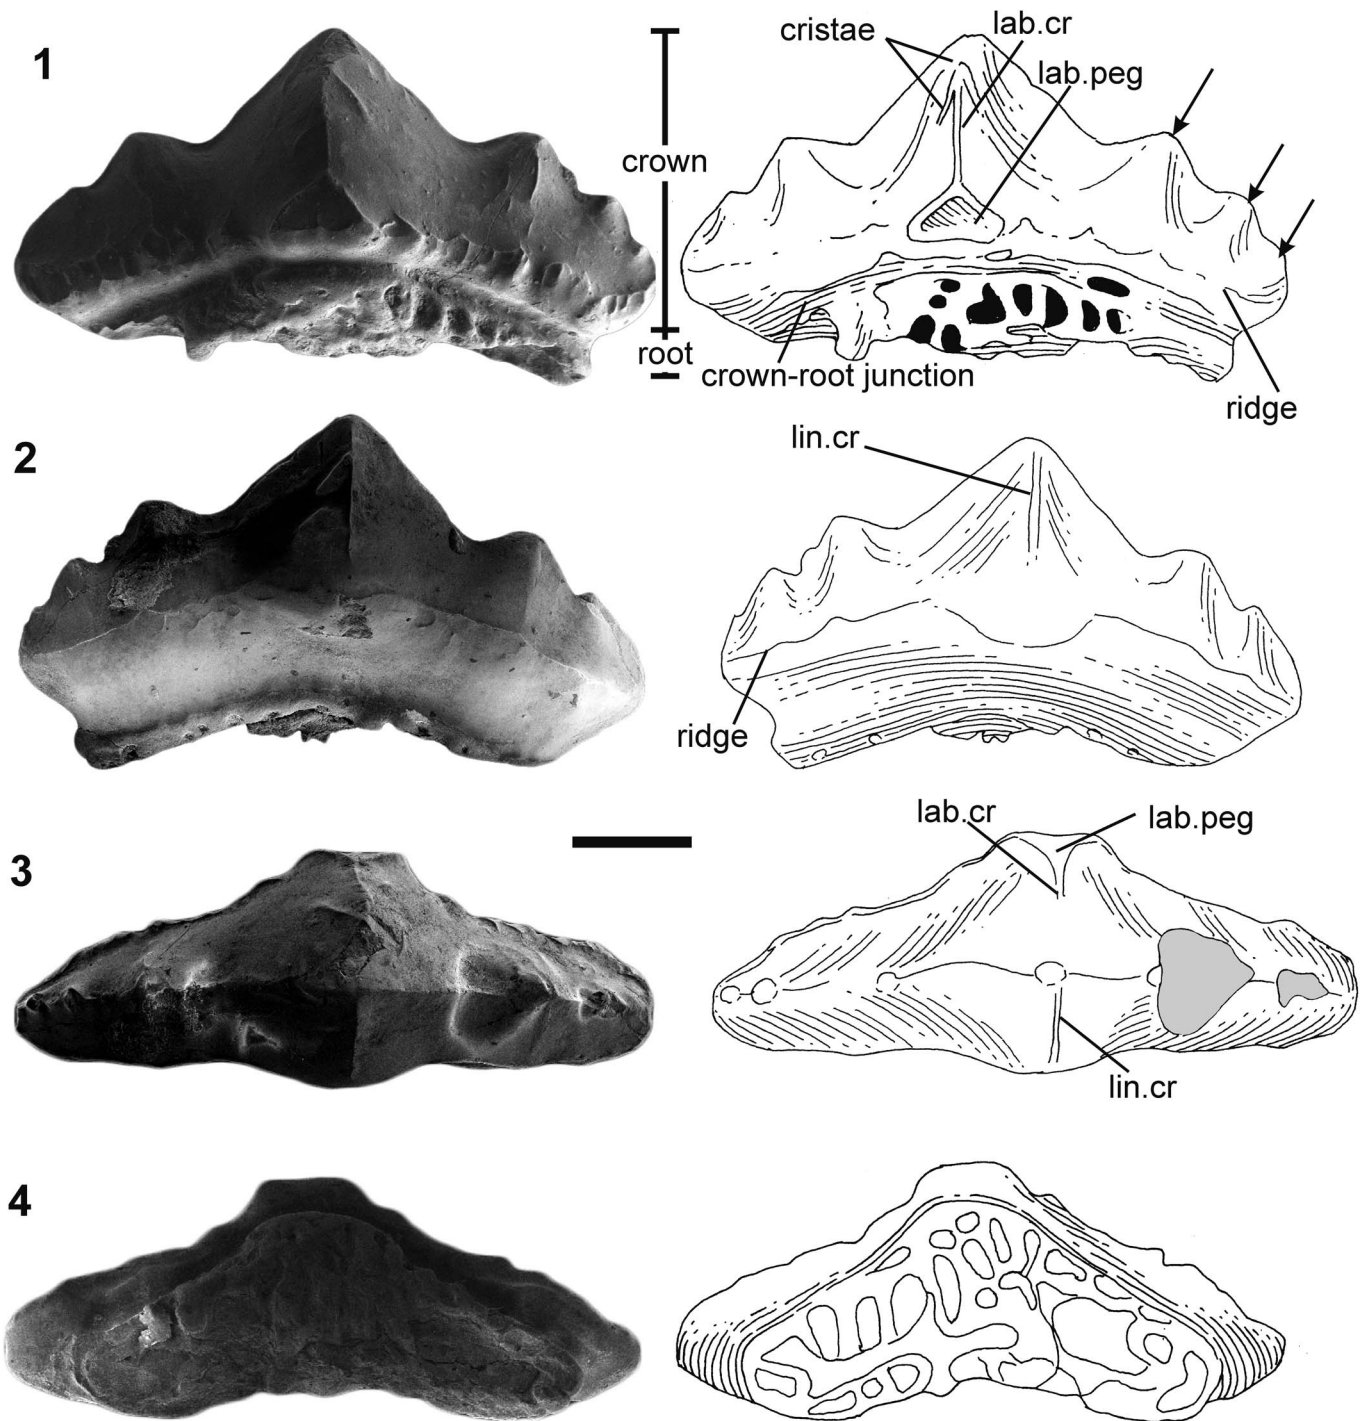 1
cristae
lab.cr
lab.peg
crown
root
crown-root junction
ridge
2
lin.cr
ridge
3
lab.cr
lab.peg
lin.cr
4